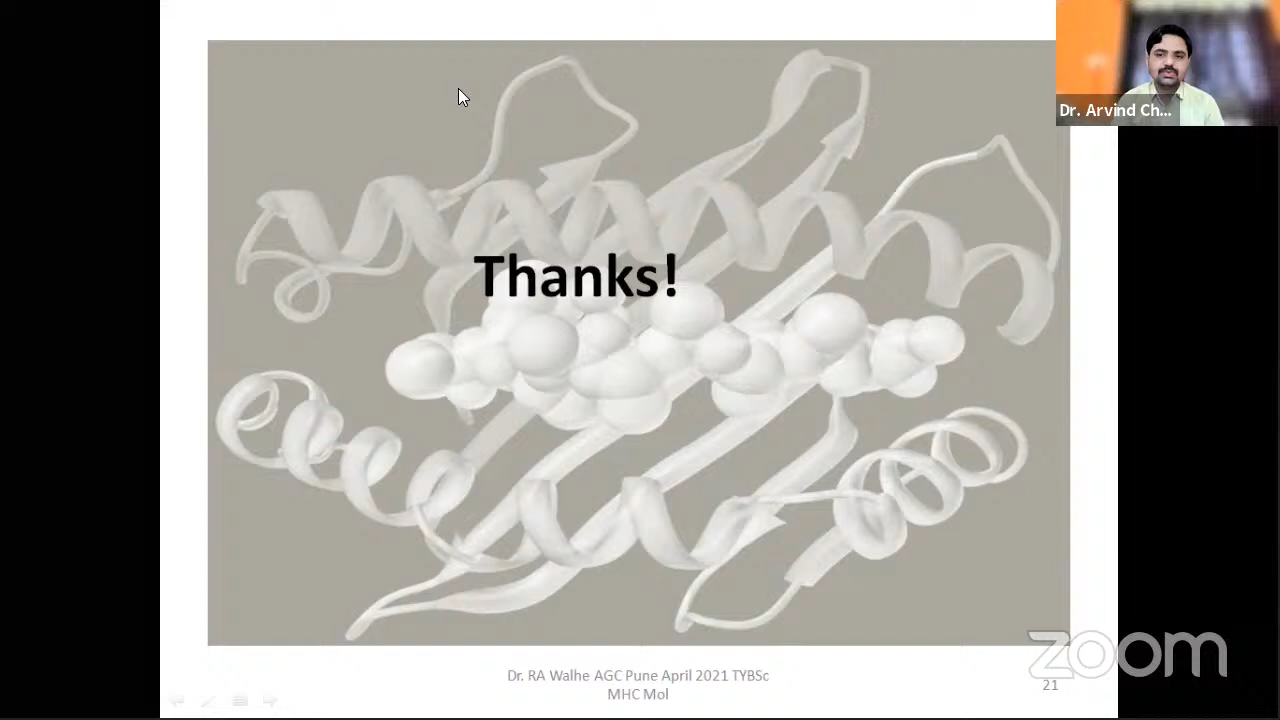 Dr. Arvind Ch...
Thanks!
Dr. RA Walhe AGC Pune April 2021 TYBSc
MHC Mol
21
zoom